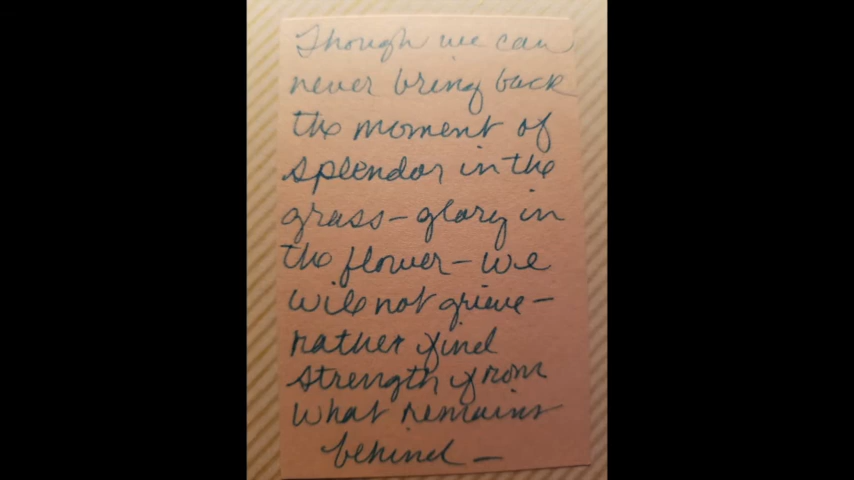 Though we can
never bring back
the moment of
splendor in the
grass—glory in
the flower—we
will not grieve—
rather find
strength from
what remains
behind—